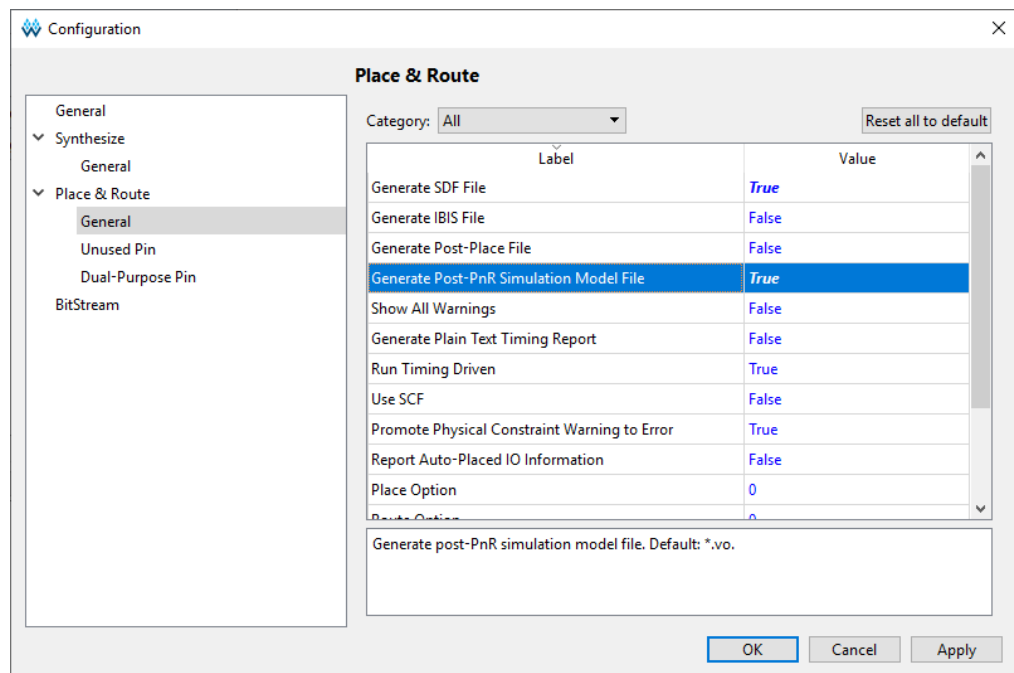 Configuration
Place & Route
General
Synthesize
General
Place & Route
General
Unused Pin
Dual-Purpose Pin
BitStream
Category: All Reset all to default
Label Value
Generate SDF File True
Generate IBIS File False
Generate Post-Place File False
Generate Post-PnR Simulation Model File True
Show All Warnings False
Generate Plain Text Timing Report False
Run Timing Driven True
Use SCF False
Promote Physical Constraint Warning to Error True
Report Auto-Placed IO Information False
Place Option 0
Route Option 0
Generate post-PnR simulation model file. Default: *.vo.
OK Cancel Apply